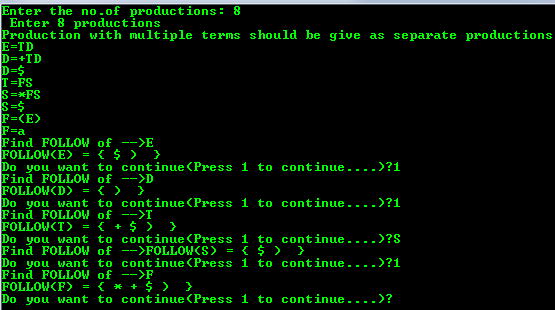 Enter the no.of productions: 8
Enter 8 productions
Production with multiple terms should be give as separate productions
E=TD
D=+TD
D=$
T=FS
S=*FS
S=$
F=(E)
F=a
Find FOLLOW of -->E
FOLLOW(E) = { $ )  }
Do you want to continue(Press 1 to continue....)?1
Find FOLLOW of -->D
FOLLOW(D) = { )  }
Do you want to continue(Press 1 to continue....)?1
Find FOLLOW of -->T
FOLLOW(T) = { + $ )  }
Do you want to continue(Press 1 to continue....)?S
Find FOLLOW of -->FOLLOW(S) = { $ )  }
Do you want to continue(Press 1 to continue....)?1
Find FOLLOW of -->F
FOLLOW(F) = { * + $ )  }
Do you want to continue(Press 1 to continue....)?